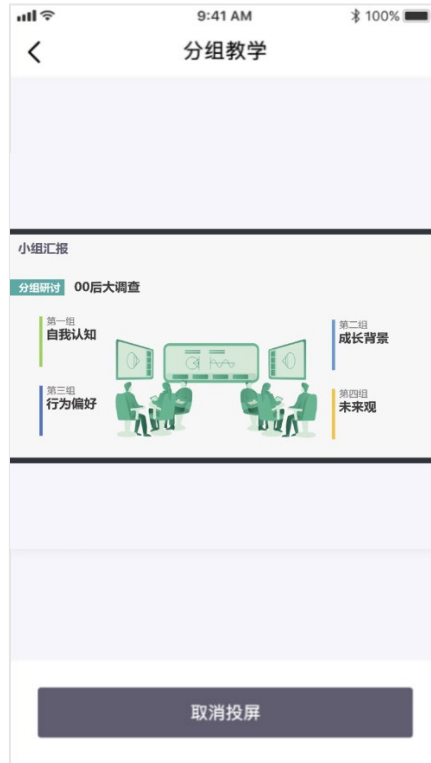 9:41 AM
100%
分组教学
小组汇报
分组研讨 00后大调查
第一组
自我认知
第二组
成长背景
第三组
行为偏好
第四组
未来观
取消投屏